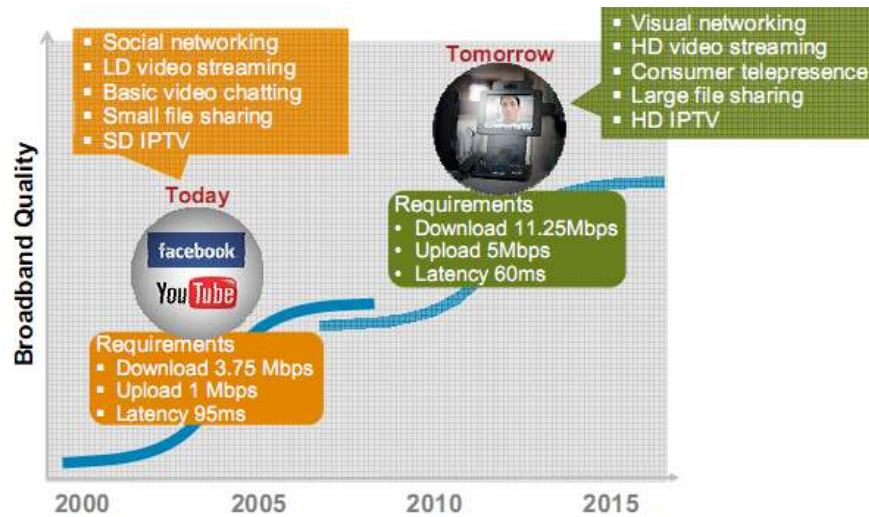 ▪ Social networking
▪ LD video streaming
▪ Basic video chatting
▪ Small file sharing
▪ SD IPTV
Today
facebook
YouTube
Requirements
▪ Download 3.75 Mbps
▪ Upload 1 Mbps
▪ Latency 95ms
Tomorrow
▪ Visual networking
▪ HD video streaming
▪ Consumer telepresence
▪ Large file sharing
▪ HD IPTV
Requirements
• Download 11.25Mbps
• Upload 5Mbps
• Latency 60ms
Broadband Quality
2000 2005 2010 2015